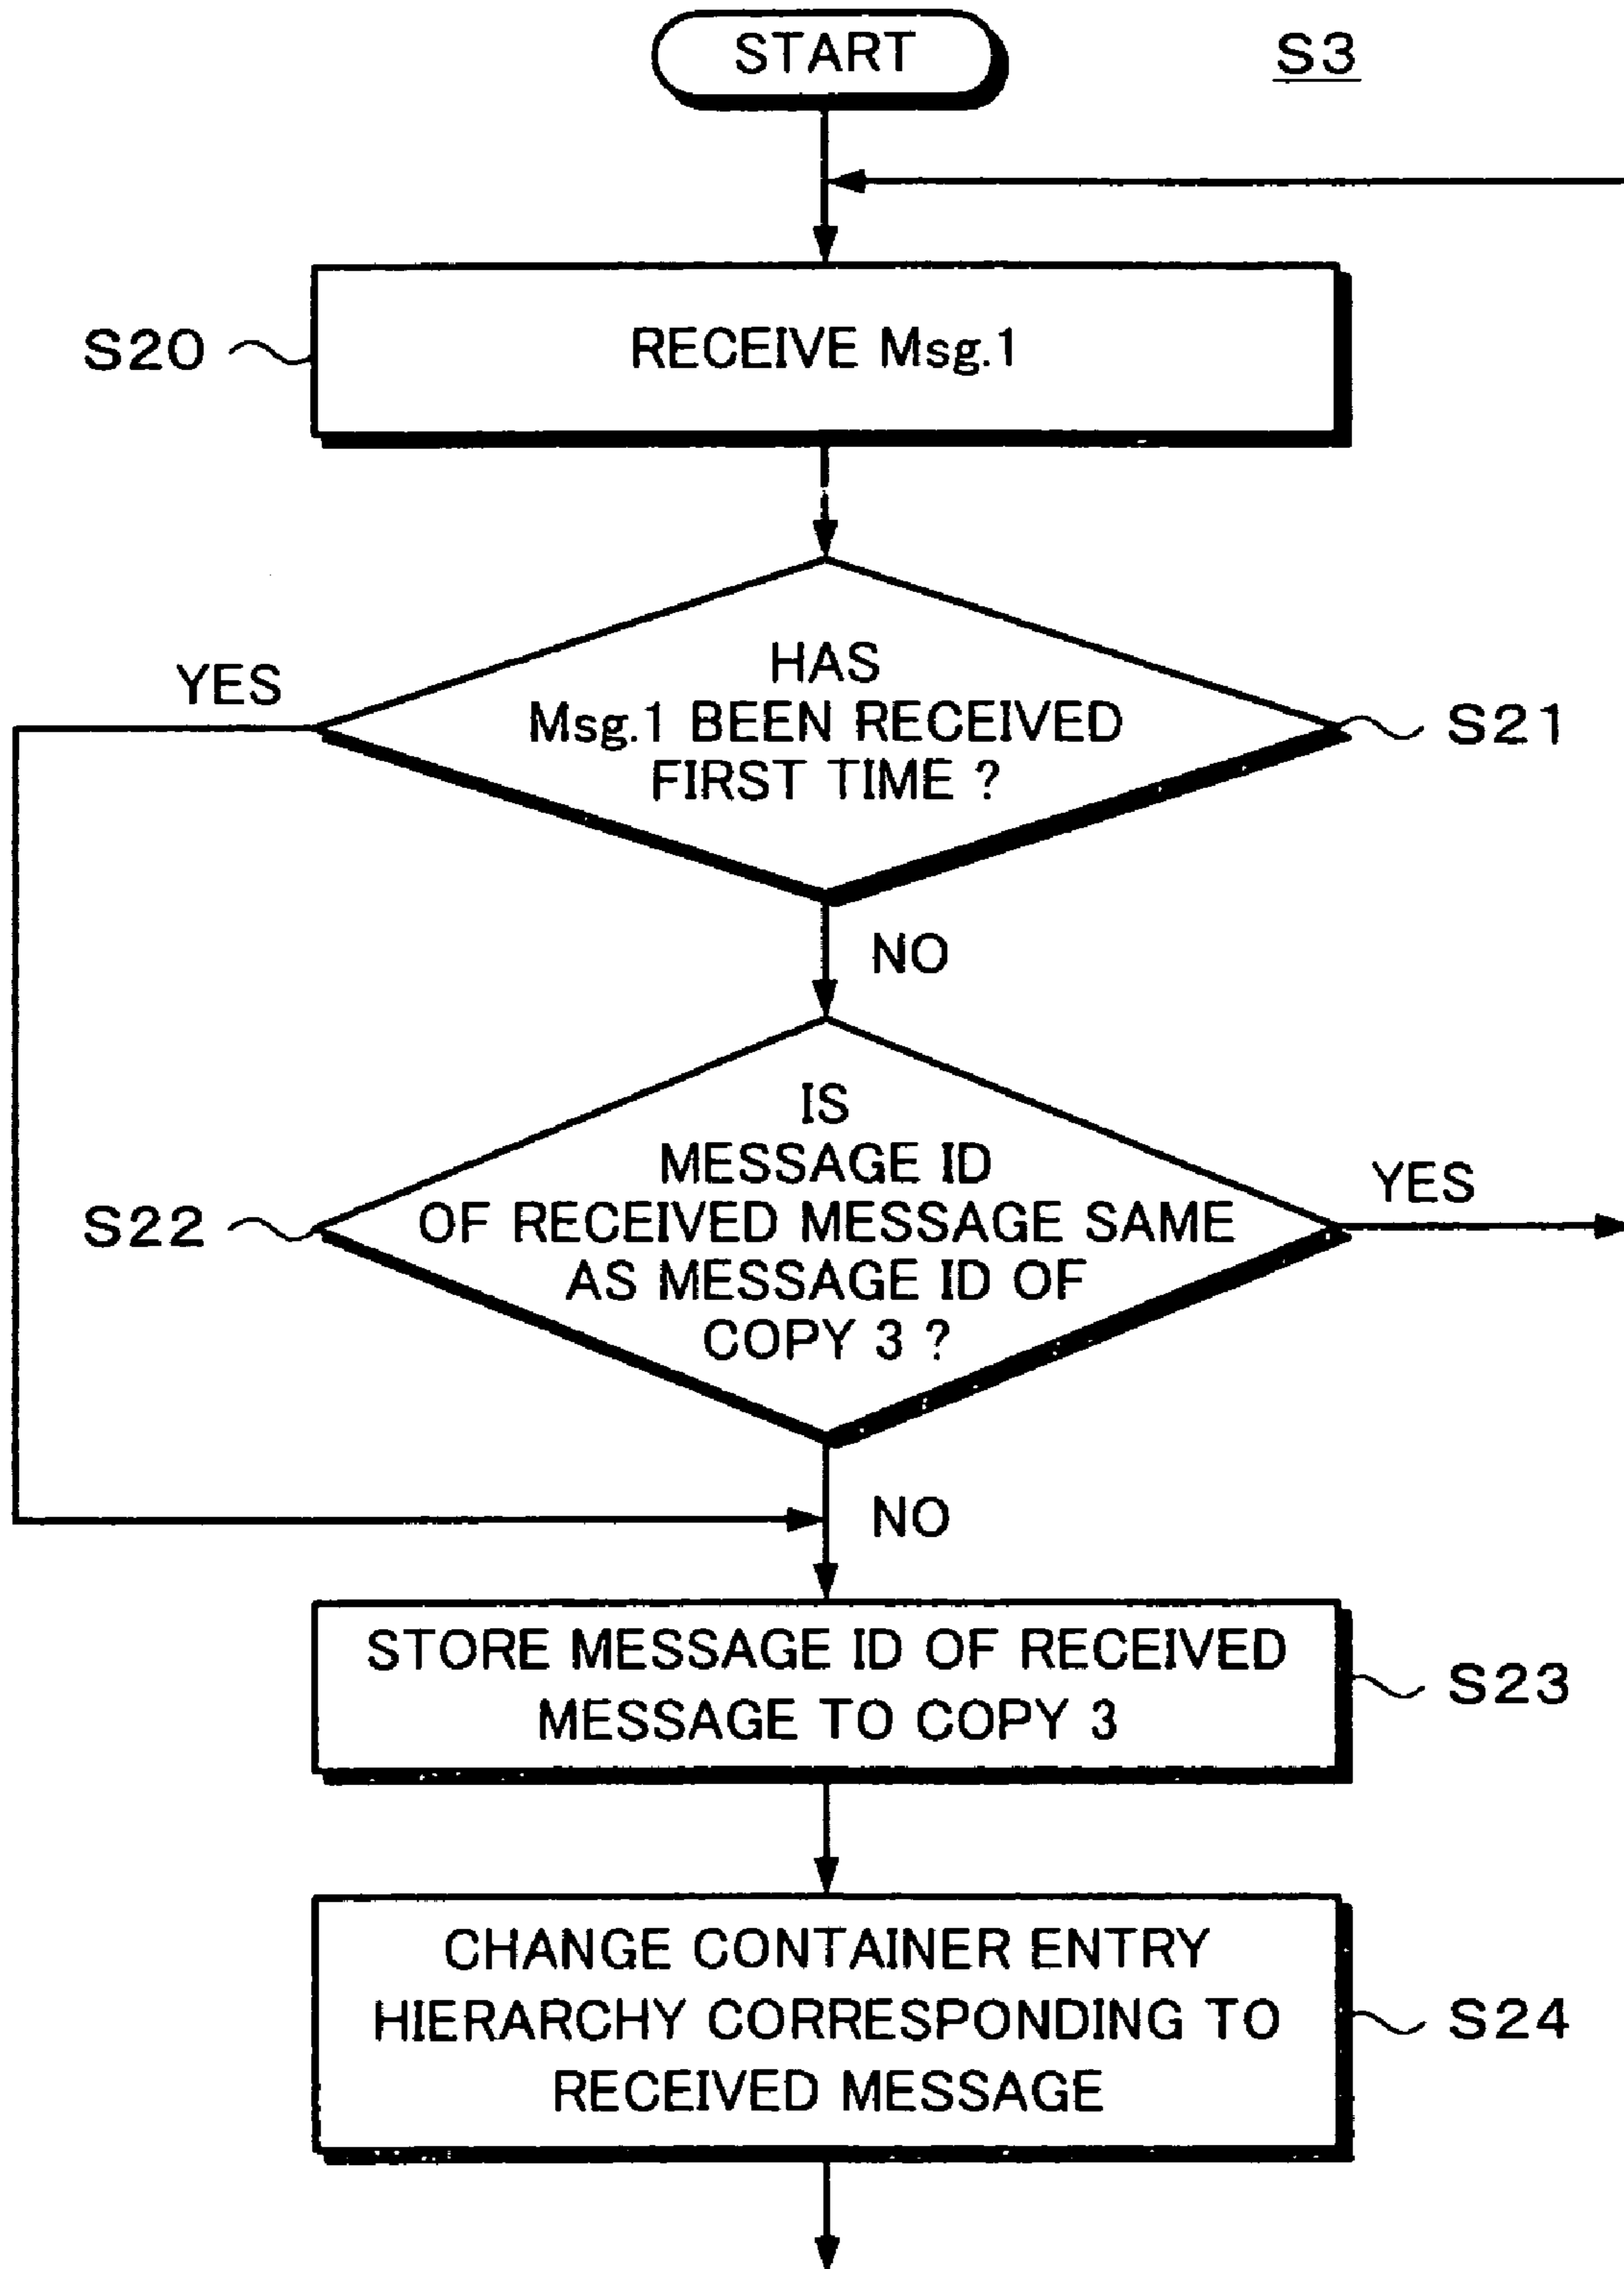 START
S3
S20
RECEIVE Msg.1
YES
HAS
Msg.1 BEEN RECEIVED
FIRST TIME ?
S21
NO
S22
IS
MESSAGE ID
OF RECEIVED MESSAGE SAME
AS MESSAGE ID OF
COPY 3 ?
YES
NO
STORE MESSAGE ID OF RECEIVED
MESSAGE TO COPY 3
S23
CHANGE CONTAINER ENTRY
HIERARCHY CORRESPONDING TO
RECEIVED MESSAGE
S24